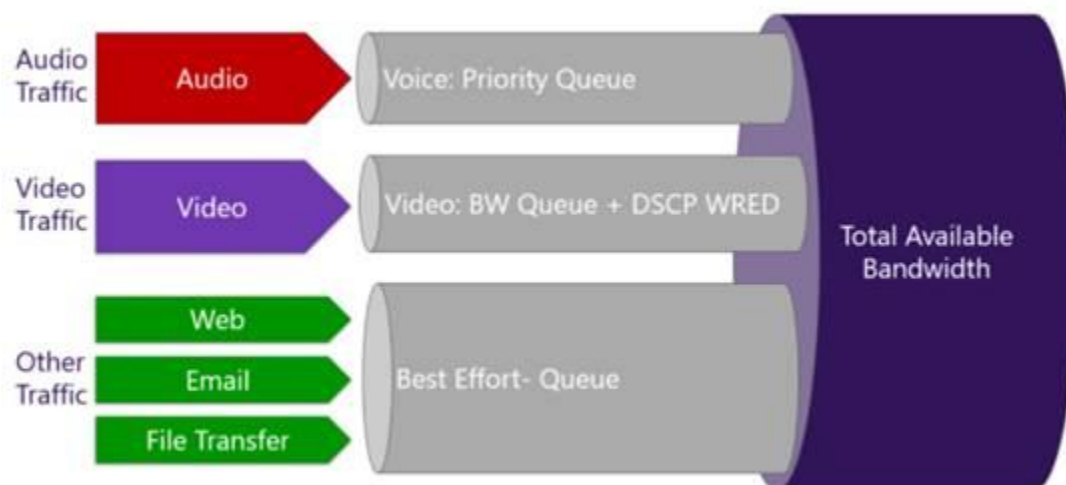 Audio
Traffic
Audio
Voice: Priority Queue
Video
Traffic
Video
Video: BW Queue + DSCP WRED
Total Available
Bandwidth
Other
Traffic
Web
Email
File Transfer
Best Effort- Queue